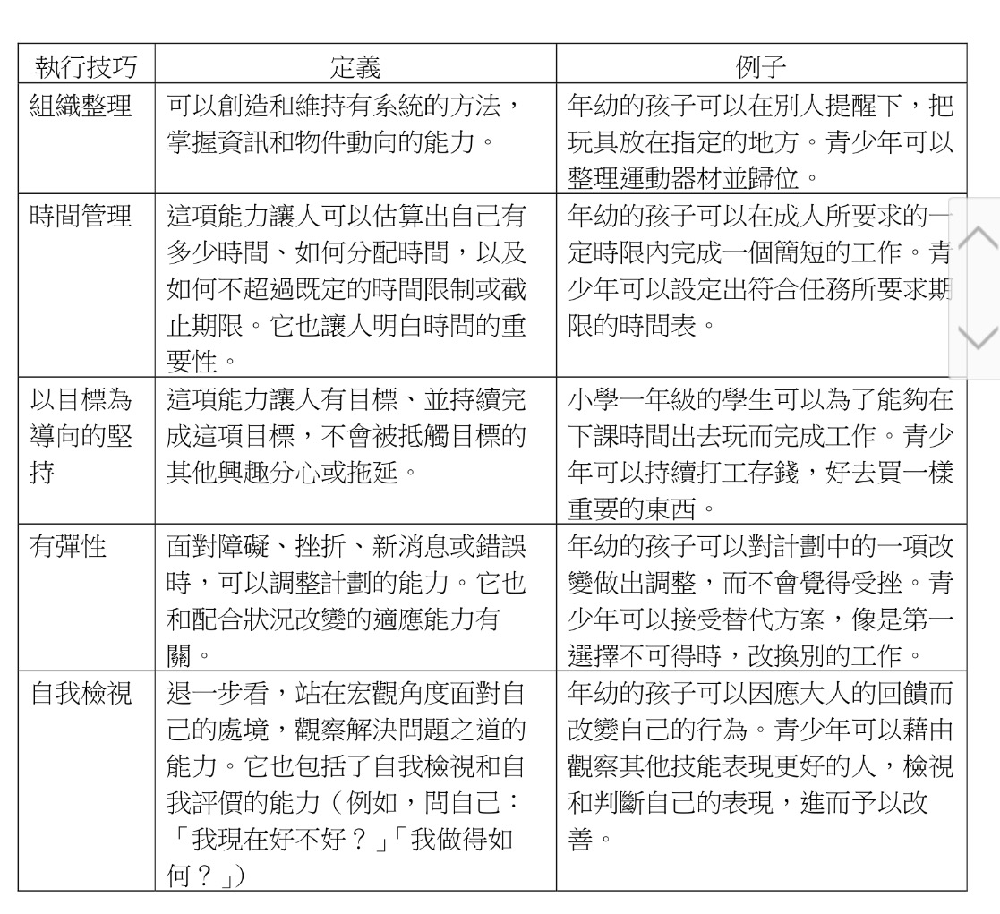 執行技巧 定義 例子
組織整理 可以創造和維持有系統的方法， 年幼的孩子可以在別人提醒下，把
掌握資訊和物件動向的能力。 玩具放在指定的地方。青少年可以
整理運動器材並歸位。
時間管理 這項能力讓人可以估算出自己有 年幼的孩子可以在成人所要求的一
多少時間、如何分配時間，以及 定時限內完成一個簡短的工作。青
如何不超過既定的時間限制或截 少年可以設定出符合任務所要求期
止期限。它也讓人明白時間的重 限的時間表。
要性。
以目標為 這項能力讓人有目標、並持續完 小學一年級的學生可以為了能夠在
導向的堅 成這項目標，不會被抵觸目標的 下課時間出去玩而完成工作。青少
持 其他興趣分心或拖延。 年可以持續打工存錢，好去買一樣
重要的東西。
有彈性 面對障礙、挫折、新消息或錯誤 年幼的孩子可以對計劃中的一項改
時，可以調整計劃的能力。它也 變做出調整，而不會覺得受挫。青
和配合狀況改變的適應能力有 少年可以接受替代方案，像是第一
關。 選擇不可得時，改換別的工作。
自我檢視 退一步看，站在宏觀角度面對自 年幼的孩子可以因應大人的回饋而
己的處境，觀察解決問題之道的 改變自己的行為。青少年可以藉由
能力。它也包括了自我檢視和自 觀察其他技能表現更好的人，檢視
我評價的能力（例如，問自己： 和判斷自己的表現，進而予以改
「我現在好不好？」「我做得如 善。
何？」）